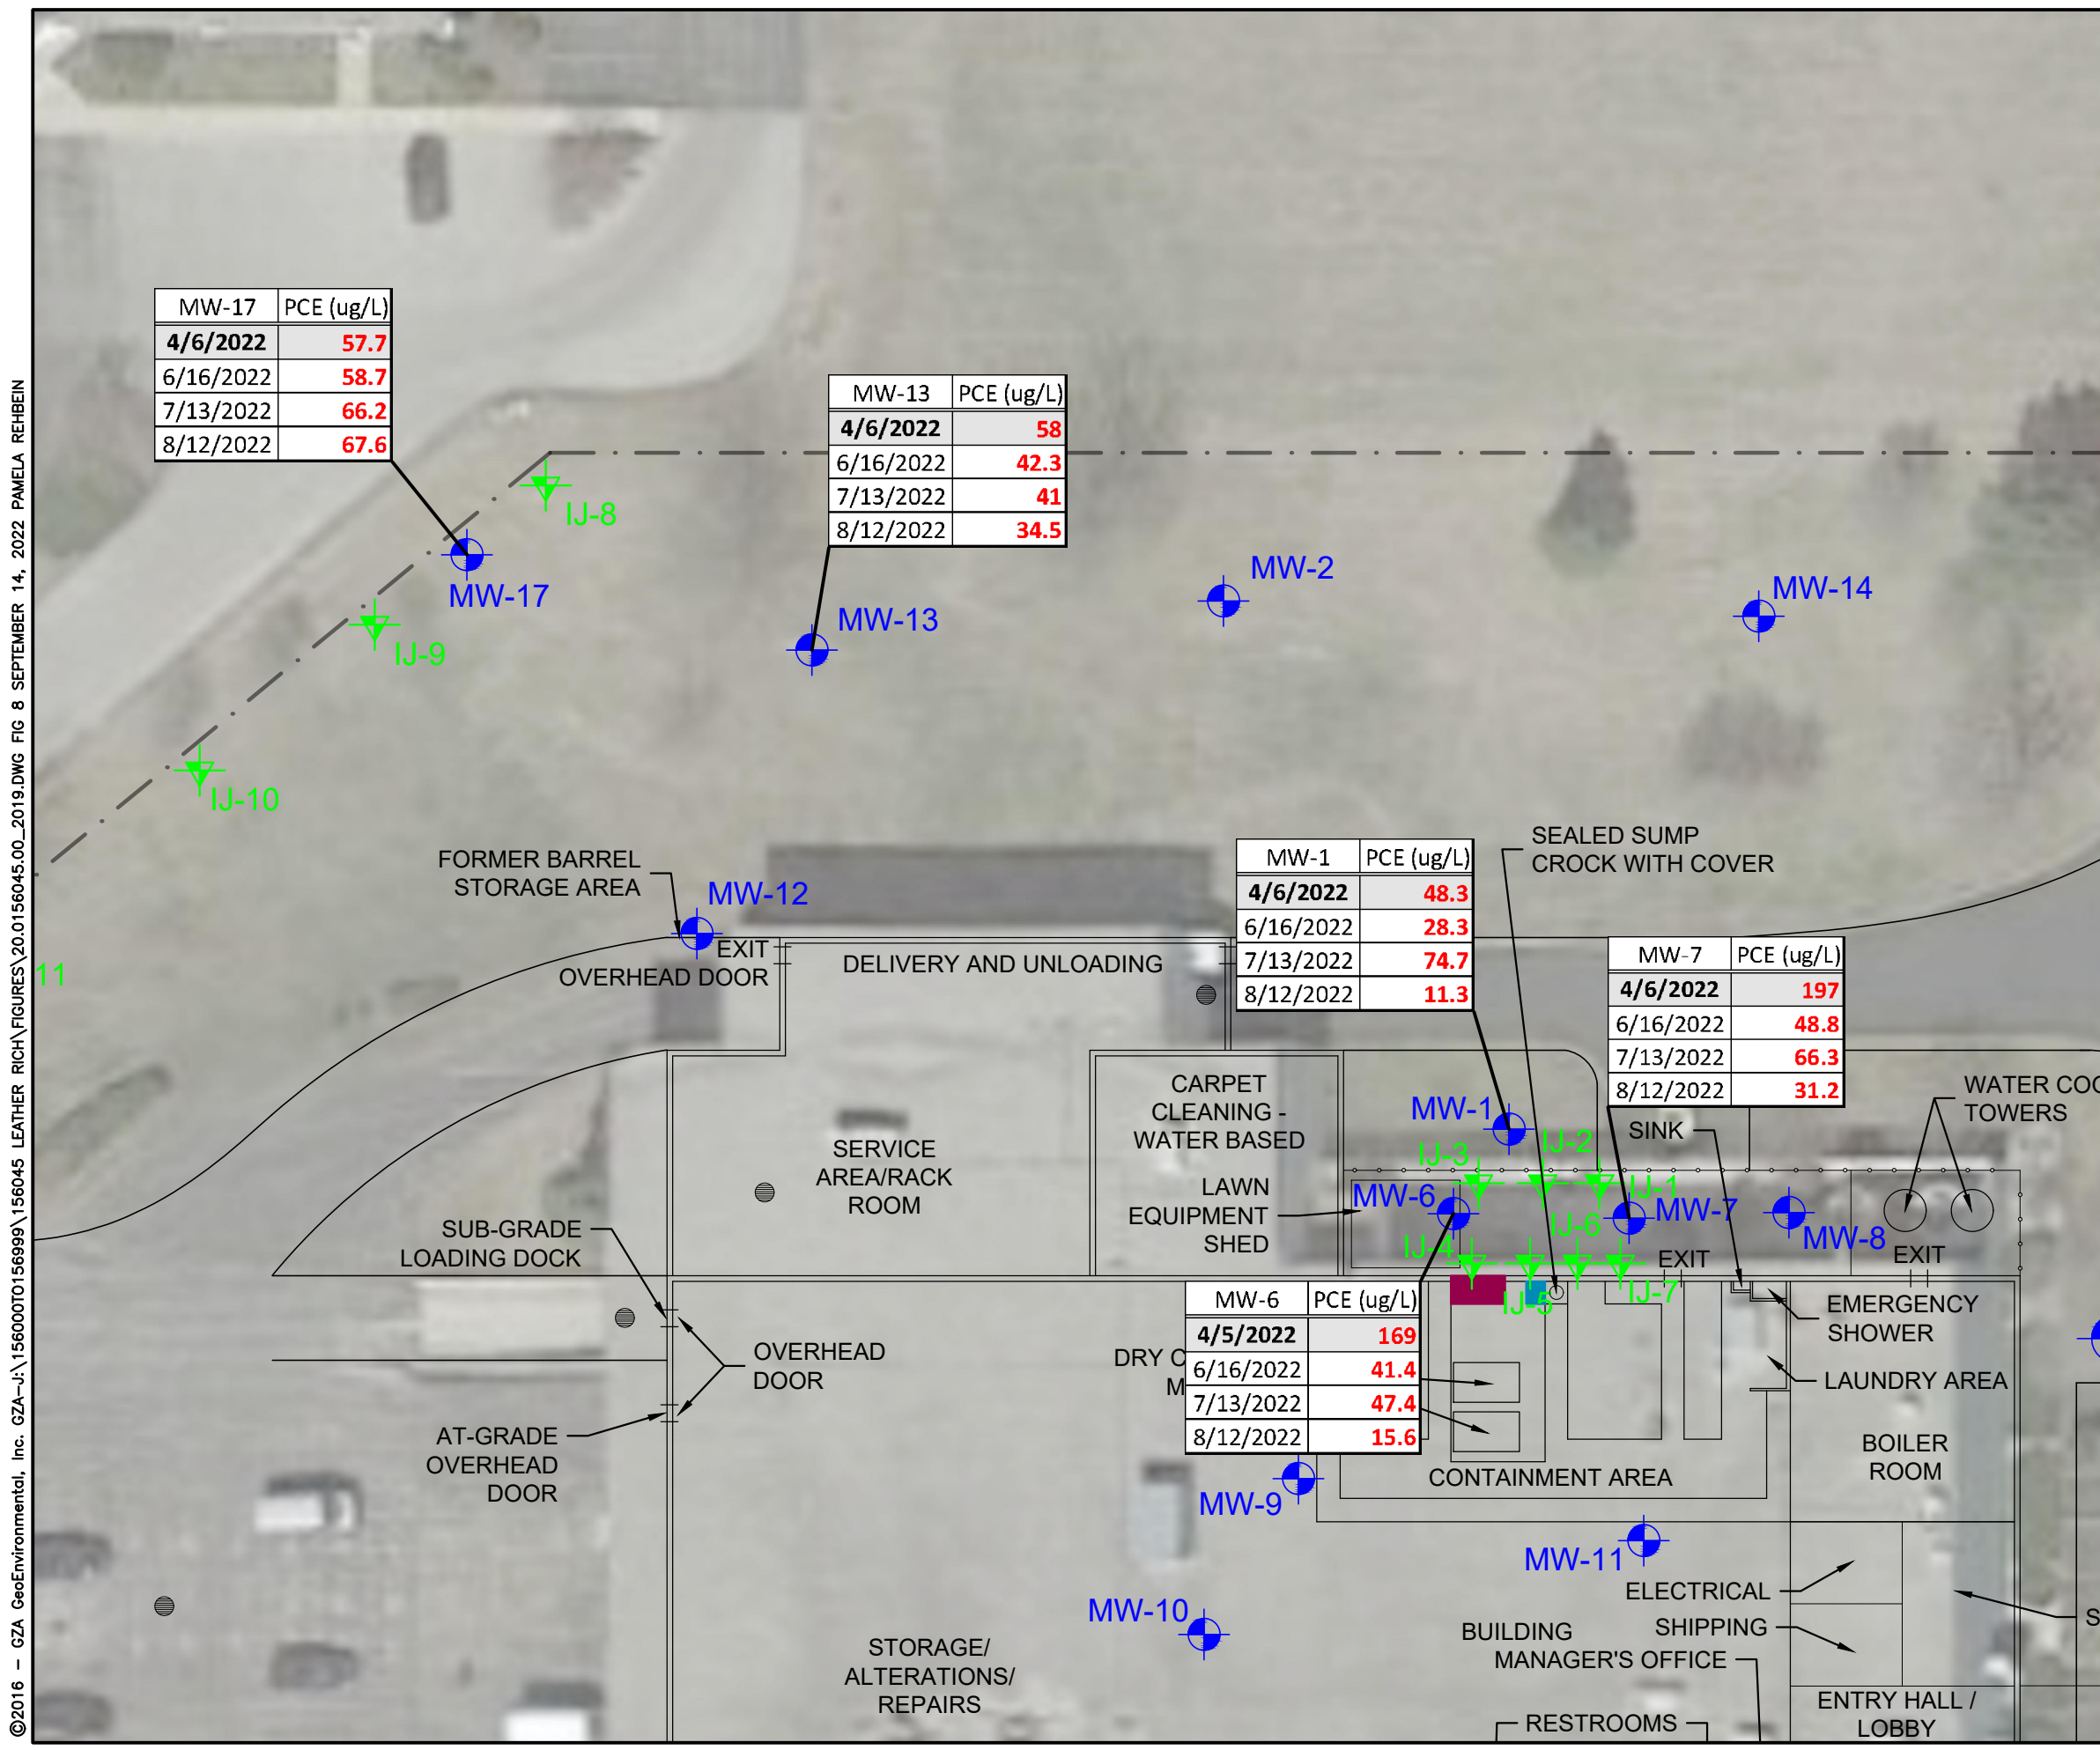 ©2016 - GZA GeoEnvironmental, Inc. GZA-J:\156000TO156999\156045 LEATHER RICH\FIGURES\20.0156045.00_2019.DWG FIG 8 SEPTEMBER 14, 2022 PAMELA REHBEIN
MW-17 PCE (ug/L)
4/6/2022 57.7
6/16/2022 58.7
7/13/2022 66.2
8/12/2022 67.6
MW-13 PCE (ug/L)
4/6/2022 58
6/16/2022 42.3
7/13/2022 41
8/12/2022 34.5
IJ-8
MW-17
IJ-9
IJ-10
11
MW-13
MW-2
MW-14
FORMER BARREL
STORAGE AREA
MW-12
EXIT
OVERHEAD DOOR
DELIVERY AND UNLOADING
MW-1 PCE (ug/L)
4/6/2022 48.3
6/16/2022 28.3
7/13/2022 74.7
8/12/2022 11.3
SEALED SUMP
CROCK WITH COVER
MW-7 PCE (ug/L)
4/6/2022 197
6/16/2022 48.8
7/13/2022 66.3
8/12/2022 31.2
CARPET
CLEANING -
WATER BASED
MW-1
IJ-3
IJ-2
SINK
TOWERS
SERVICE
AREA/RACK
ROOM
LAWN
EQUIPMENT
SHED
MW-6
IJ-1
MW-7
IJ-6
MW-8
IJ-4
EXIT
EXIT
SUB-GRADE
LOADING DOCK
IJ-5
IJ-7
MW-6 PCE (ug/L)
4/5/2022 169
6/16/2022 41.4
7/13/2022 47.4
8/12/2022 15.6
EMERGENCY
SHOWER
OVERHEAD
DOOR
DRY
LAUNDRY AREA
AT-GRADE
OVERHEAD
DOOR
BOILER
ROOM
CONTAINMENT AREA
MW-9
MW-11
ELECTRICAL
MW-10
SHIPPING
BUILDING
MANAGER'S OFFICE
STORAGE/
ALTERATIONS/
REPAIRS
ENTRY HALL /
LOBBY
RESTROOMS